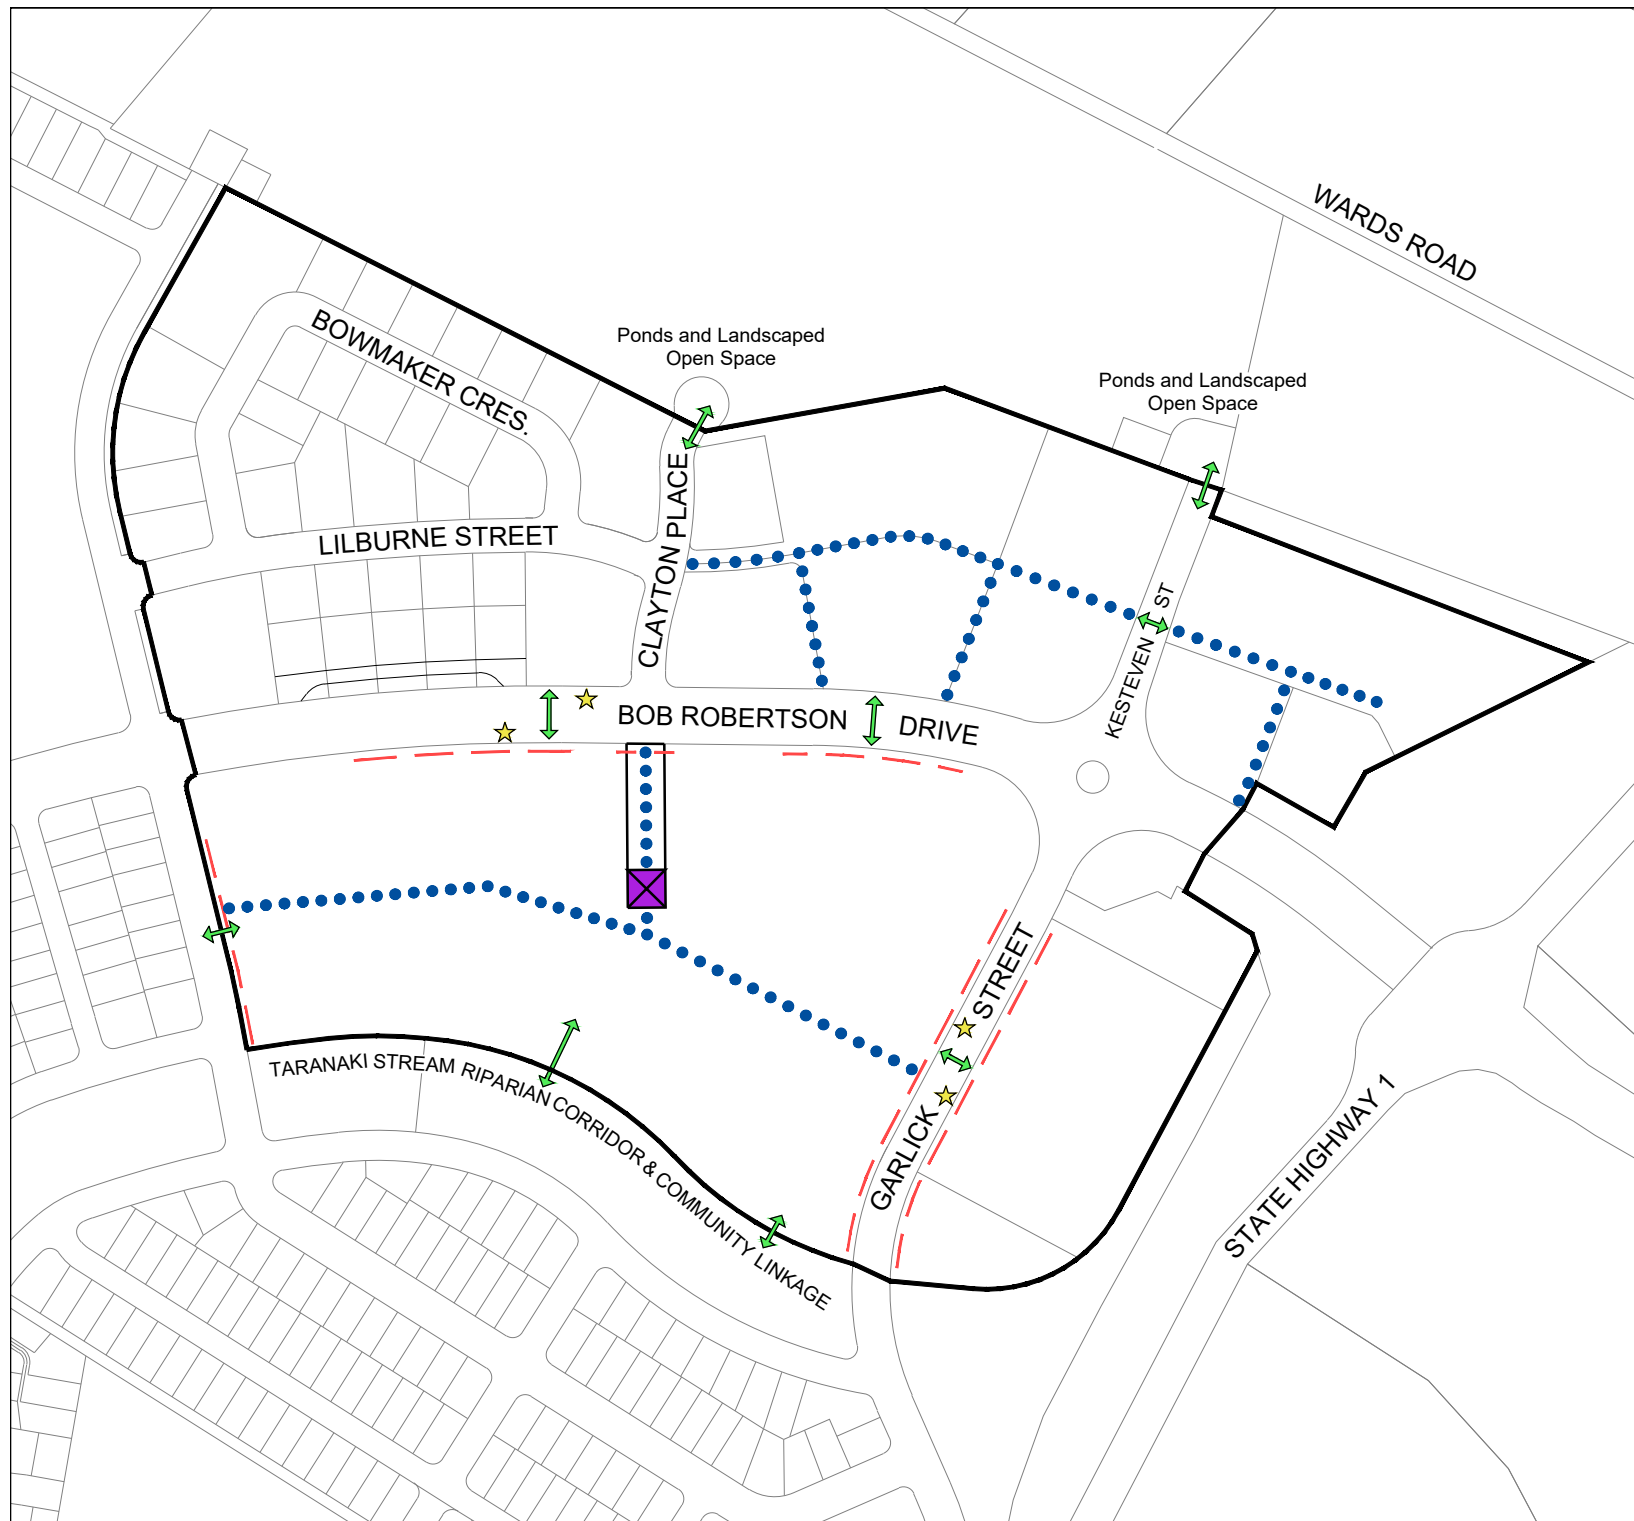 WARDS ROAD
BOWMAKER CRES.
Ponds and Landscaped
Open Space
Ponds and Landscaped
Open Space
LILBURNE STREET
CLAYTON PLACE
KESTEVEN ST
BOB ROBERTSON DRIVE
GARLICK STREET
TARANAKI STREAM RIPARIAN CORRIDOR & COMMUNITY LINKAGE
STATE HIGHWAY 1